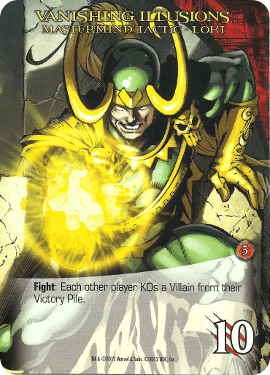 VANISHING ILLUSIONS
MASTERMIND TACTIC - LOKI
5
Fight: Each other player KOs a Villain from their
Victory Pile.
10